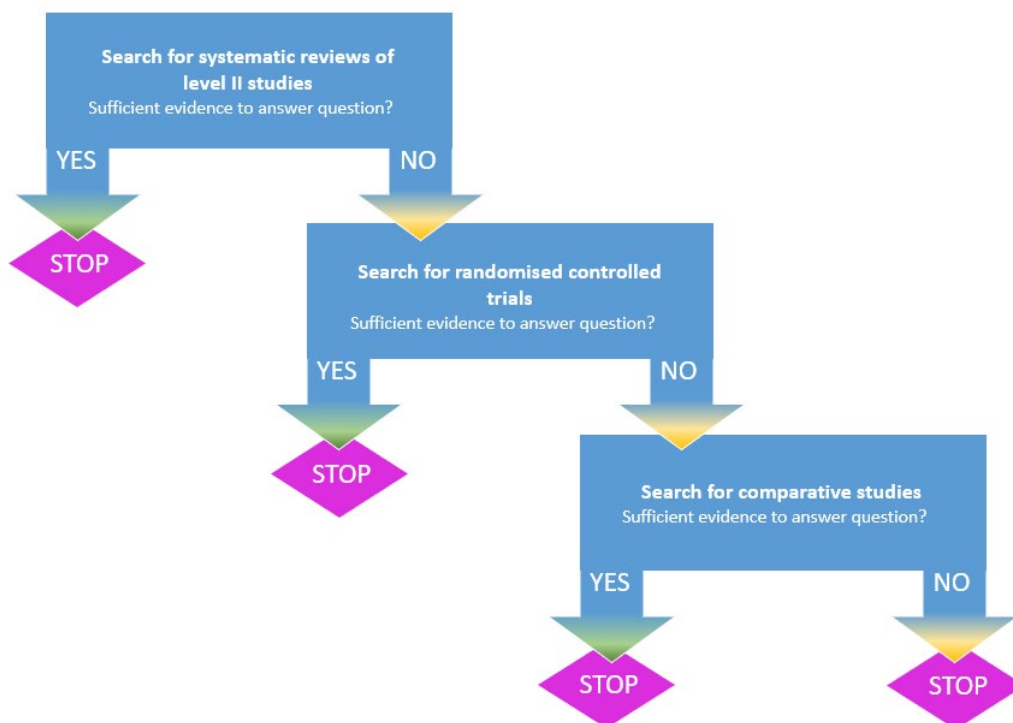 Search for systematic reviews of
level II studies
Sufficient evidence to answer question?
YES
NO
STOP
Search for randomised controlled
trials
Sufficient evidence to answer question?
YES
NO
STOP
Search for comparative studies
Sufficient evidence to answer question?
YES
NO
STOP
STOP